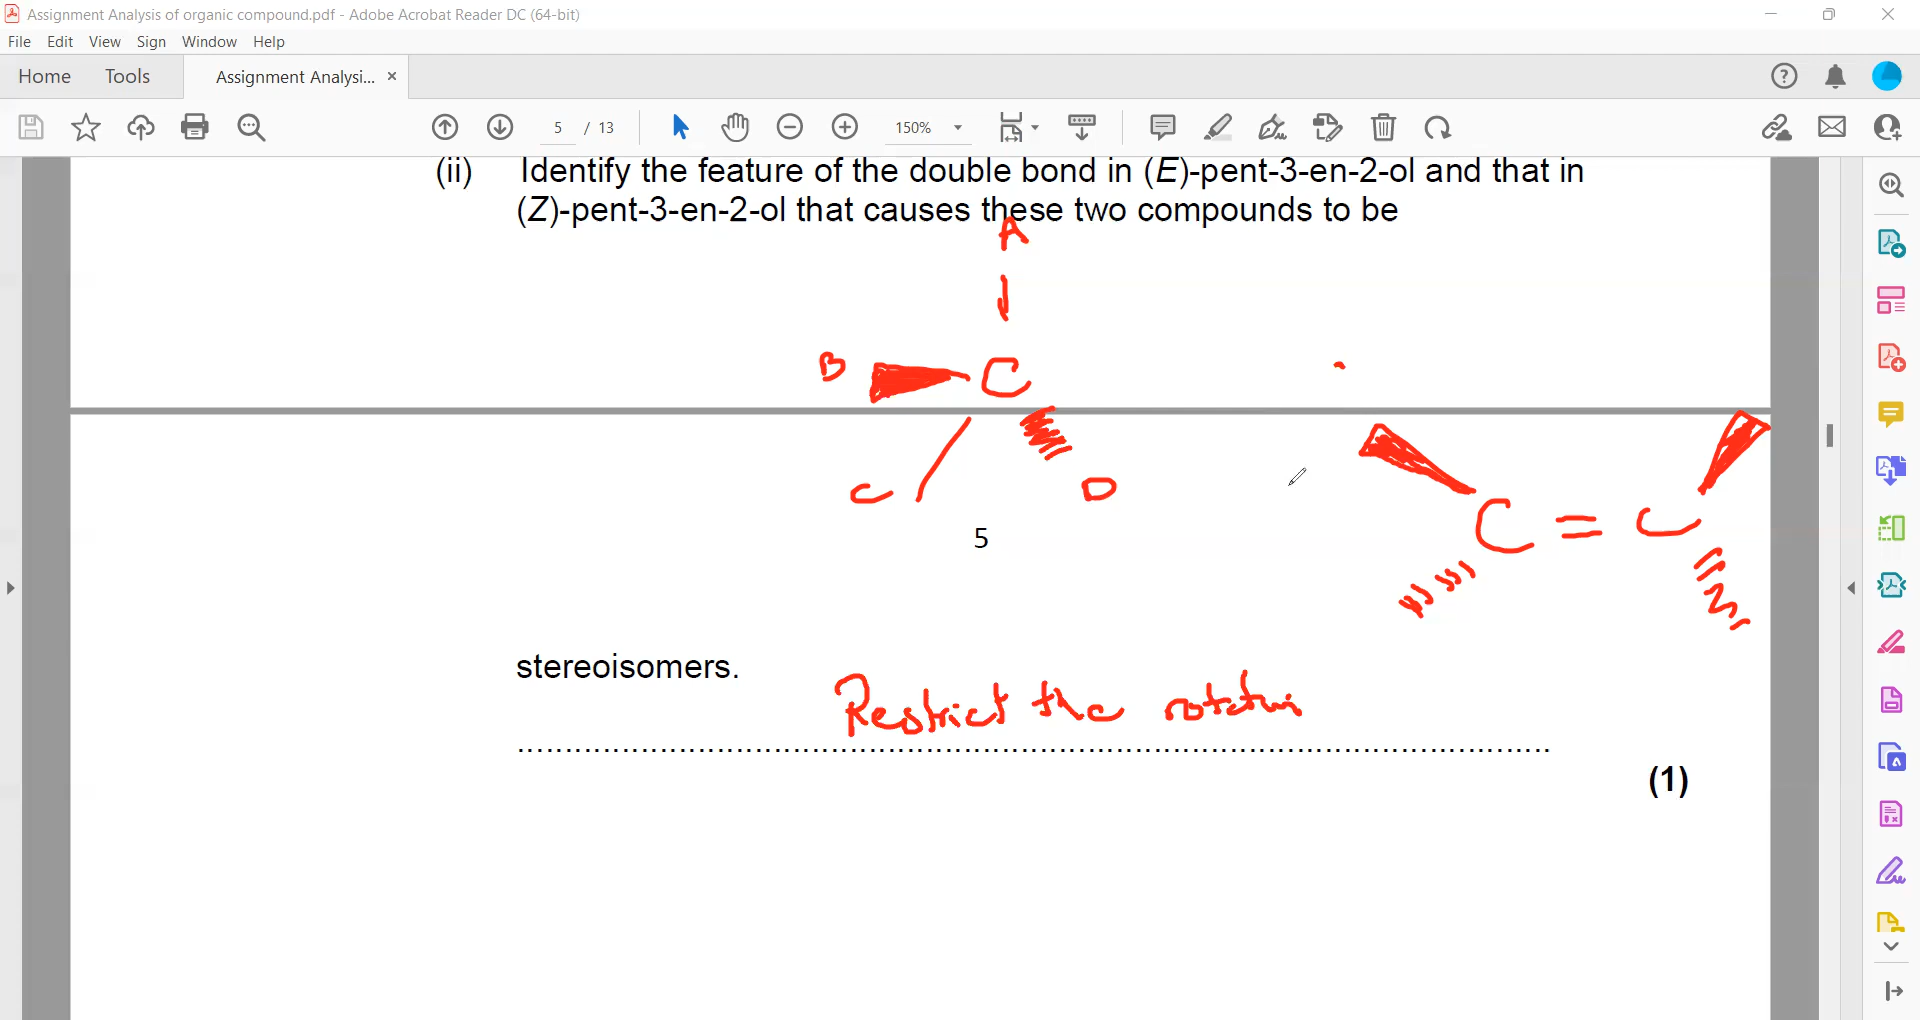 Assignment Analysis of organic compound.pdf - Adobe Acrobat Reader DC (64-bit)
File Edit View Sign Window Help
Home Tools Assignment Analysi... ×
5 / 13 150%
(ii) Identify the feature of the double bond in (E)-pent-3-en-2-ol and that in
(Z)-pent-3-en-2-ol that causes these two compounds to be
A
B C
C D
C = C
5
stereoisomers.
Restrict the rotation
(1)